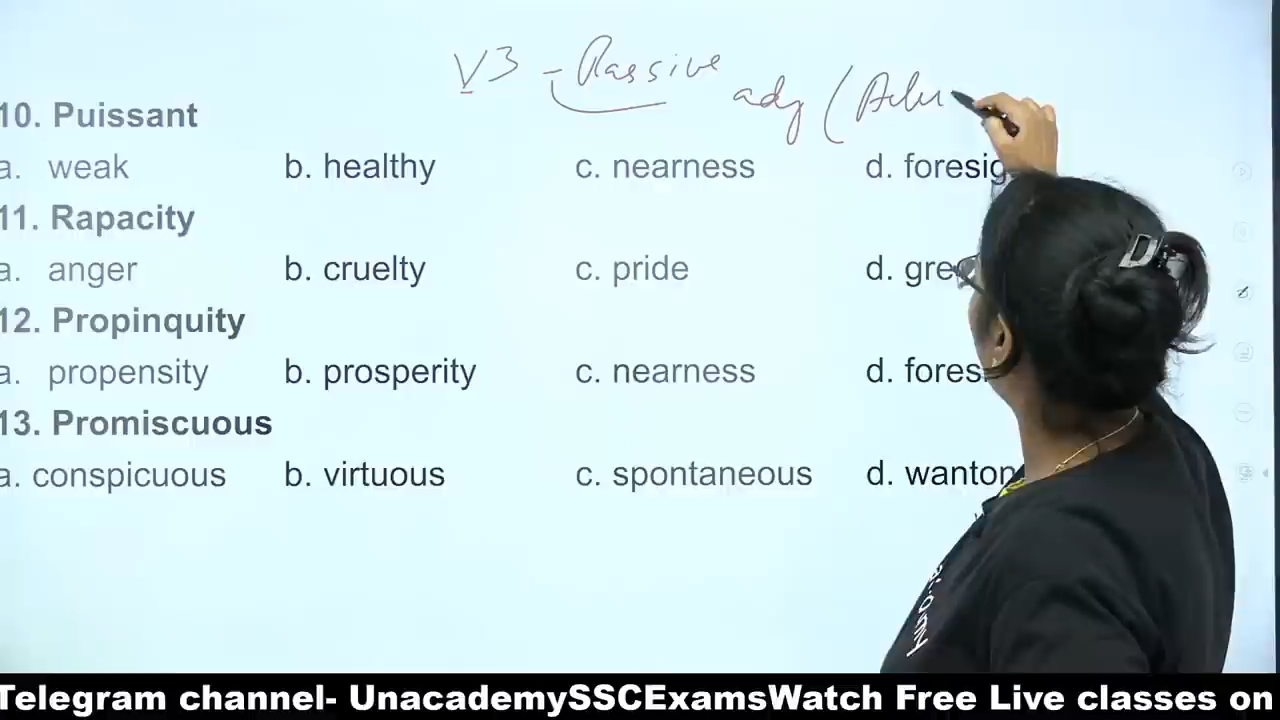 V3 - Passive
adj (
10. Puissant
a. weak b. healthy c. nearness d. foresig
11. Rapacity
a. anger b. cruelty c. pride d. gre
12. Propinquity
a. propensity b. prosperity c. nearness d. fores
13. Promiscuous
a. conspicuous b. virtuous c. spontaneous d. wanton
Telegram channel- UnacademySSCExamsWatch Free Live classes on